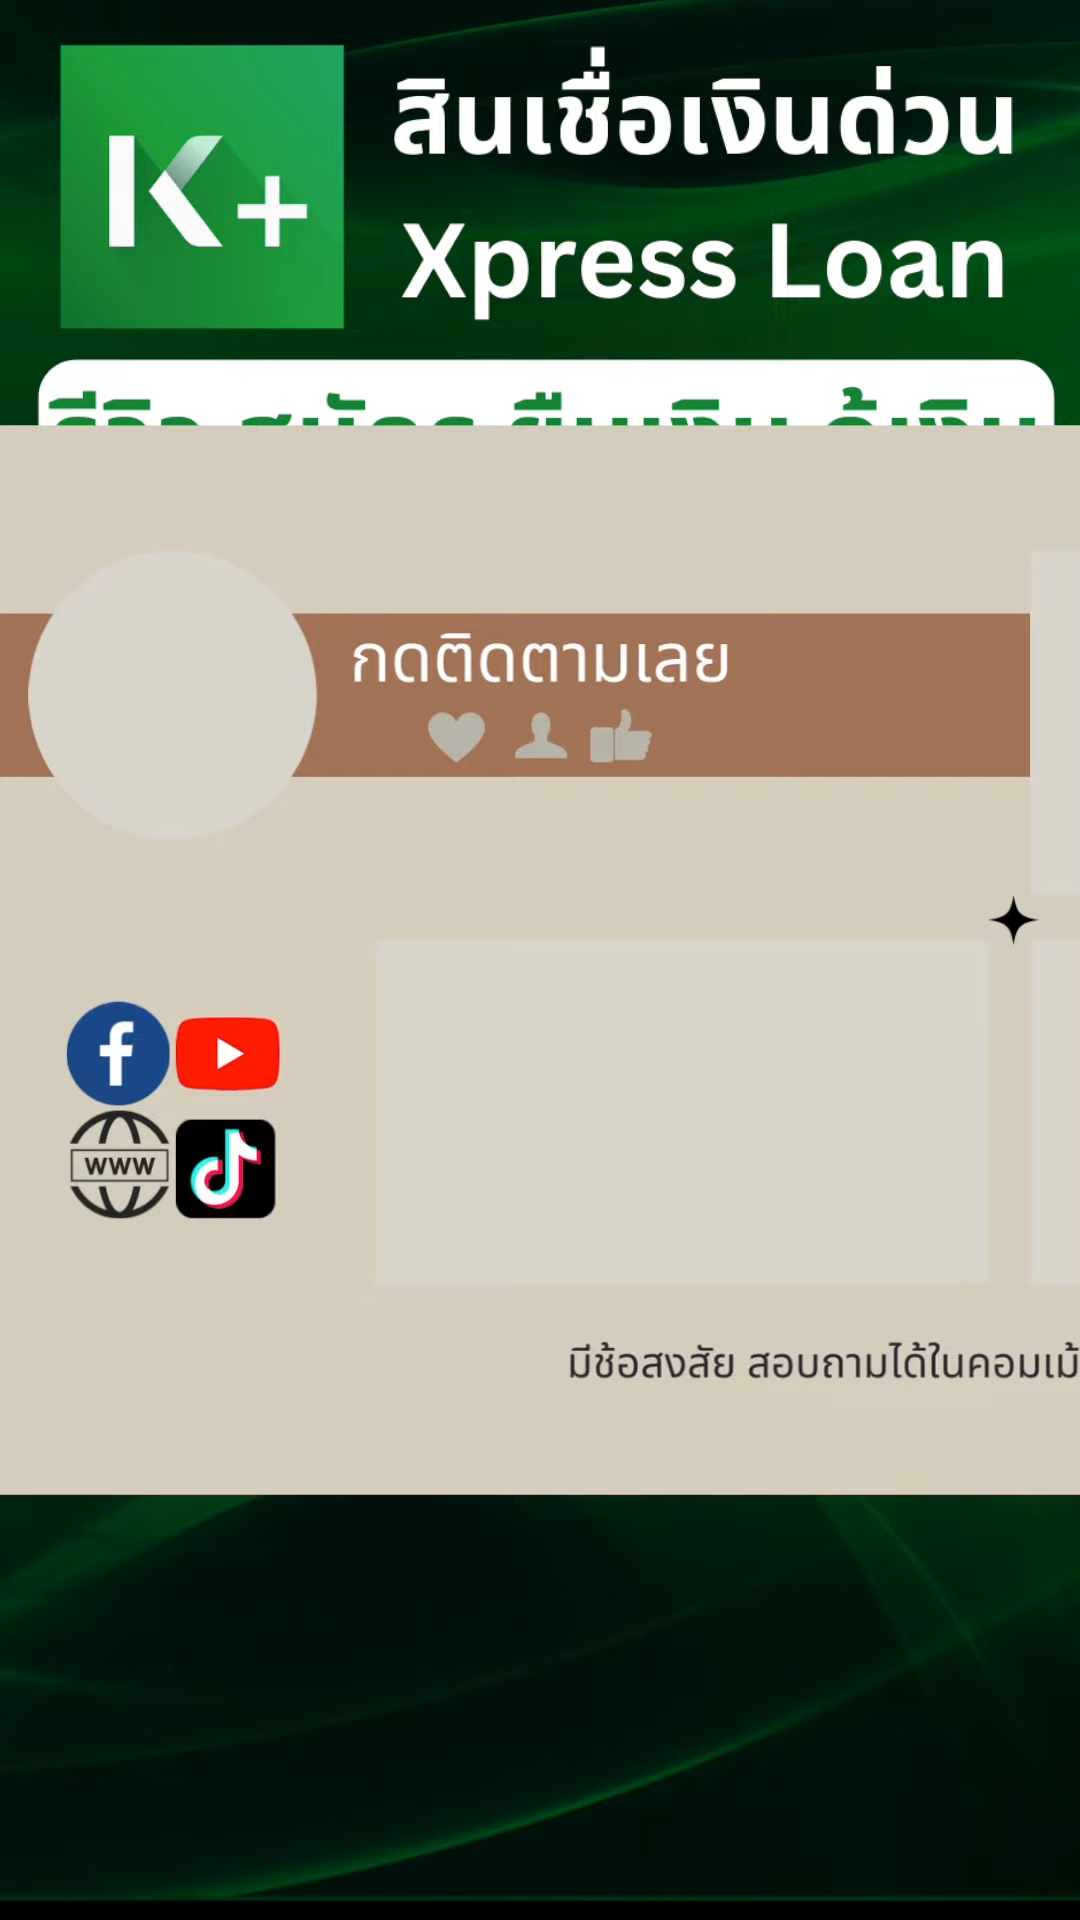 K+
สินเชื่อเงินด่วน
Xpress Loan
กดติดตามเลย
www
มีช้อสงสัย สอบถามได้ในคอมเม้